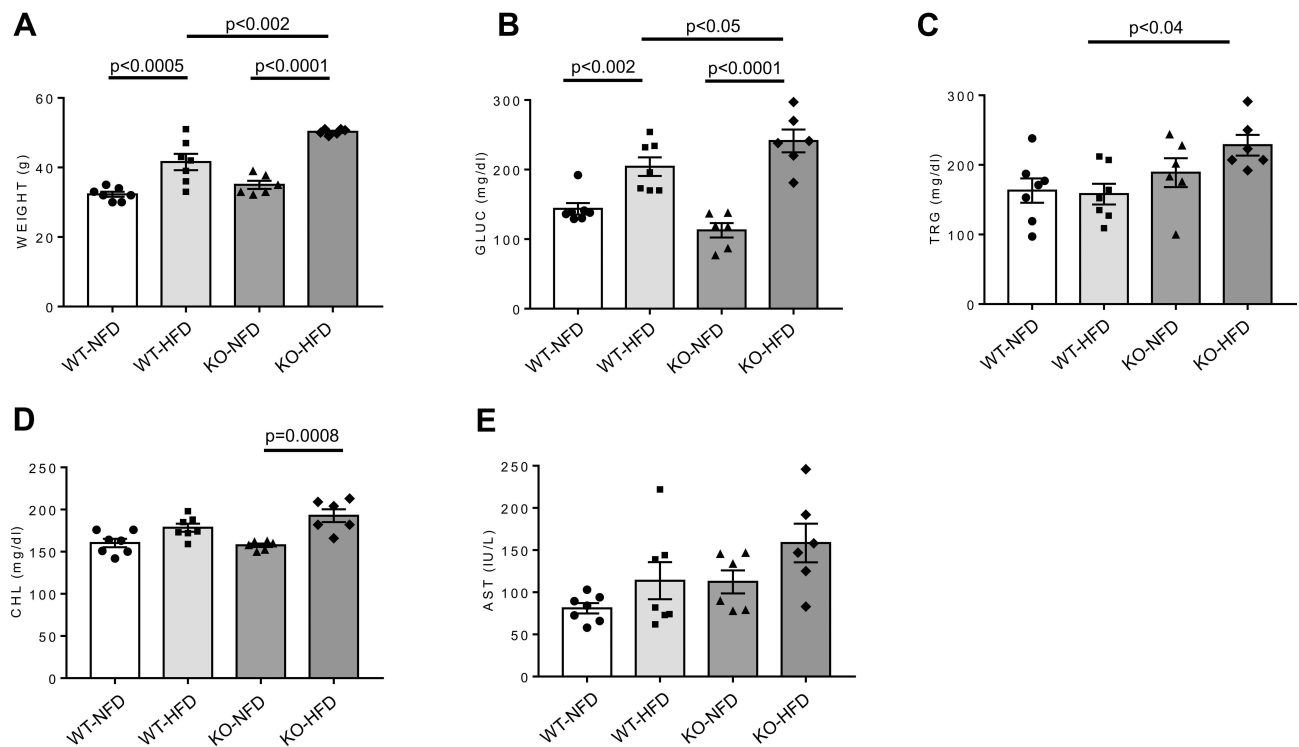 A
p<0.002
p<0.0005
p<0.0001
WEIGHT (g)
60
40
20
0
WT-NFD
WT-HFD
KO-NFD
KO-HFD
B
p<0.05
p<0.002
p<0.0001
GLUC (mg/dl)
300
200
100
0
WT-NFD
WT-HFD
KO-NFD
KO-HFD
C
p<0.04
TRG (mg/dl)
300
200
100
0
WT-NFD
WT-HFD
KO-NFD
KO-HFD
D
p=0.0008
CHL (mg/dl)
250
200
150
100
50
0
WT-NFD
WT-HFD
KO-NFD
KO-HFD
E
AST (IU/L)
250
200
150
100
50
0
WT-NFD
WT-HFD
KO-NFD
KO-HFD